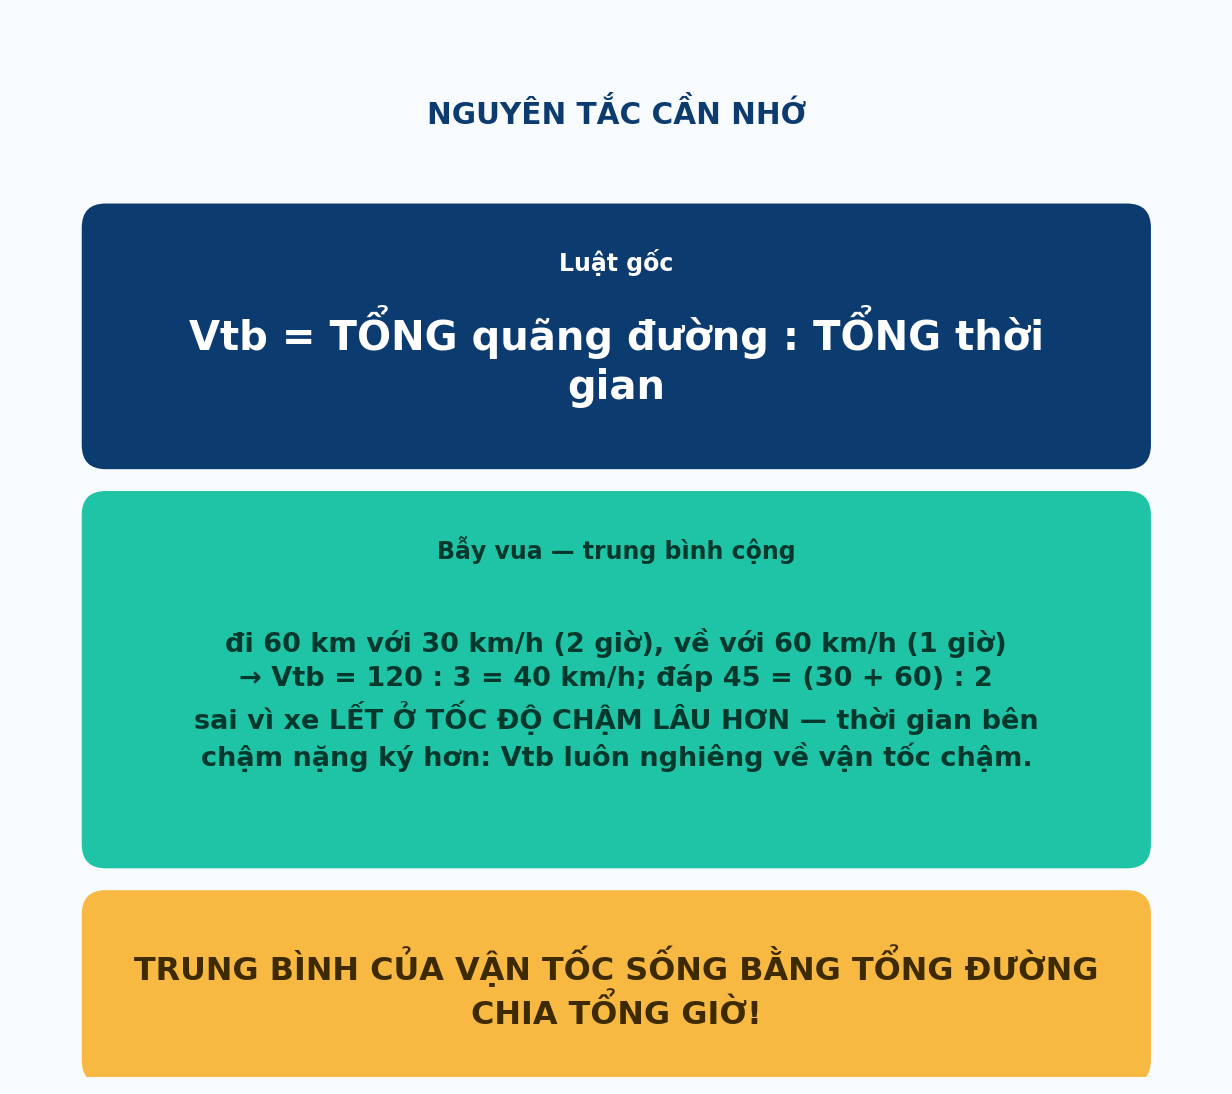 NGUYÊN TẮC CẦN NHỚ
Luật gốc
Vtb = TỔNG quãng đường : TỔNG thời
gian
Bẫy vua — trung bình cộng
đi 60 km với 30 km/h (2 giờ), về với 60 km/h (1 giờ)
→ Vtb = 120 : 3 = 40 km/h; đáp 45 = (30 + 60) : 2
sai vì xe LẾT Ở TỐC ĐỘ CHẬM LÂU HƠN — thời gian bên
chậm nặng ký hơn: Vtb luôn nghiêng về vận tốc chậm.
TRUNG BÌNH CỦA VẬN TỐC SỐNG BẰNG TỔNG ĐƯỜNG
CHIA TỔNG GIỜ!